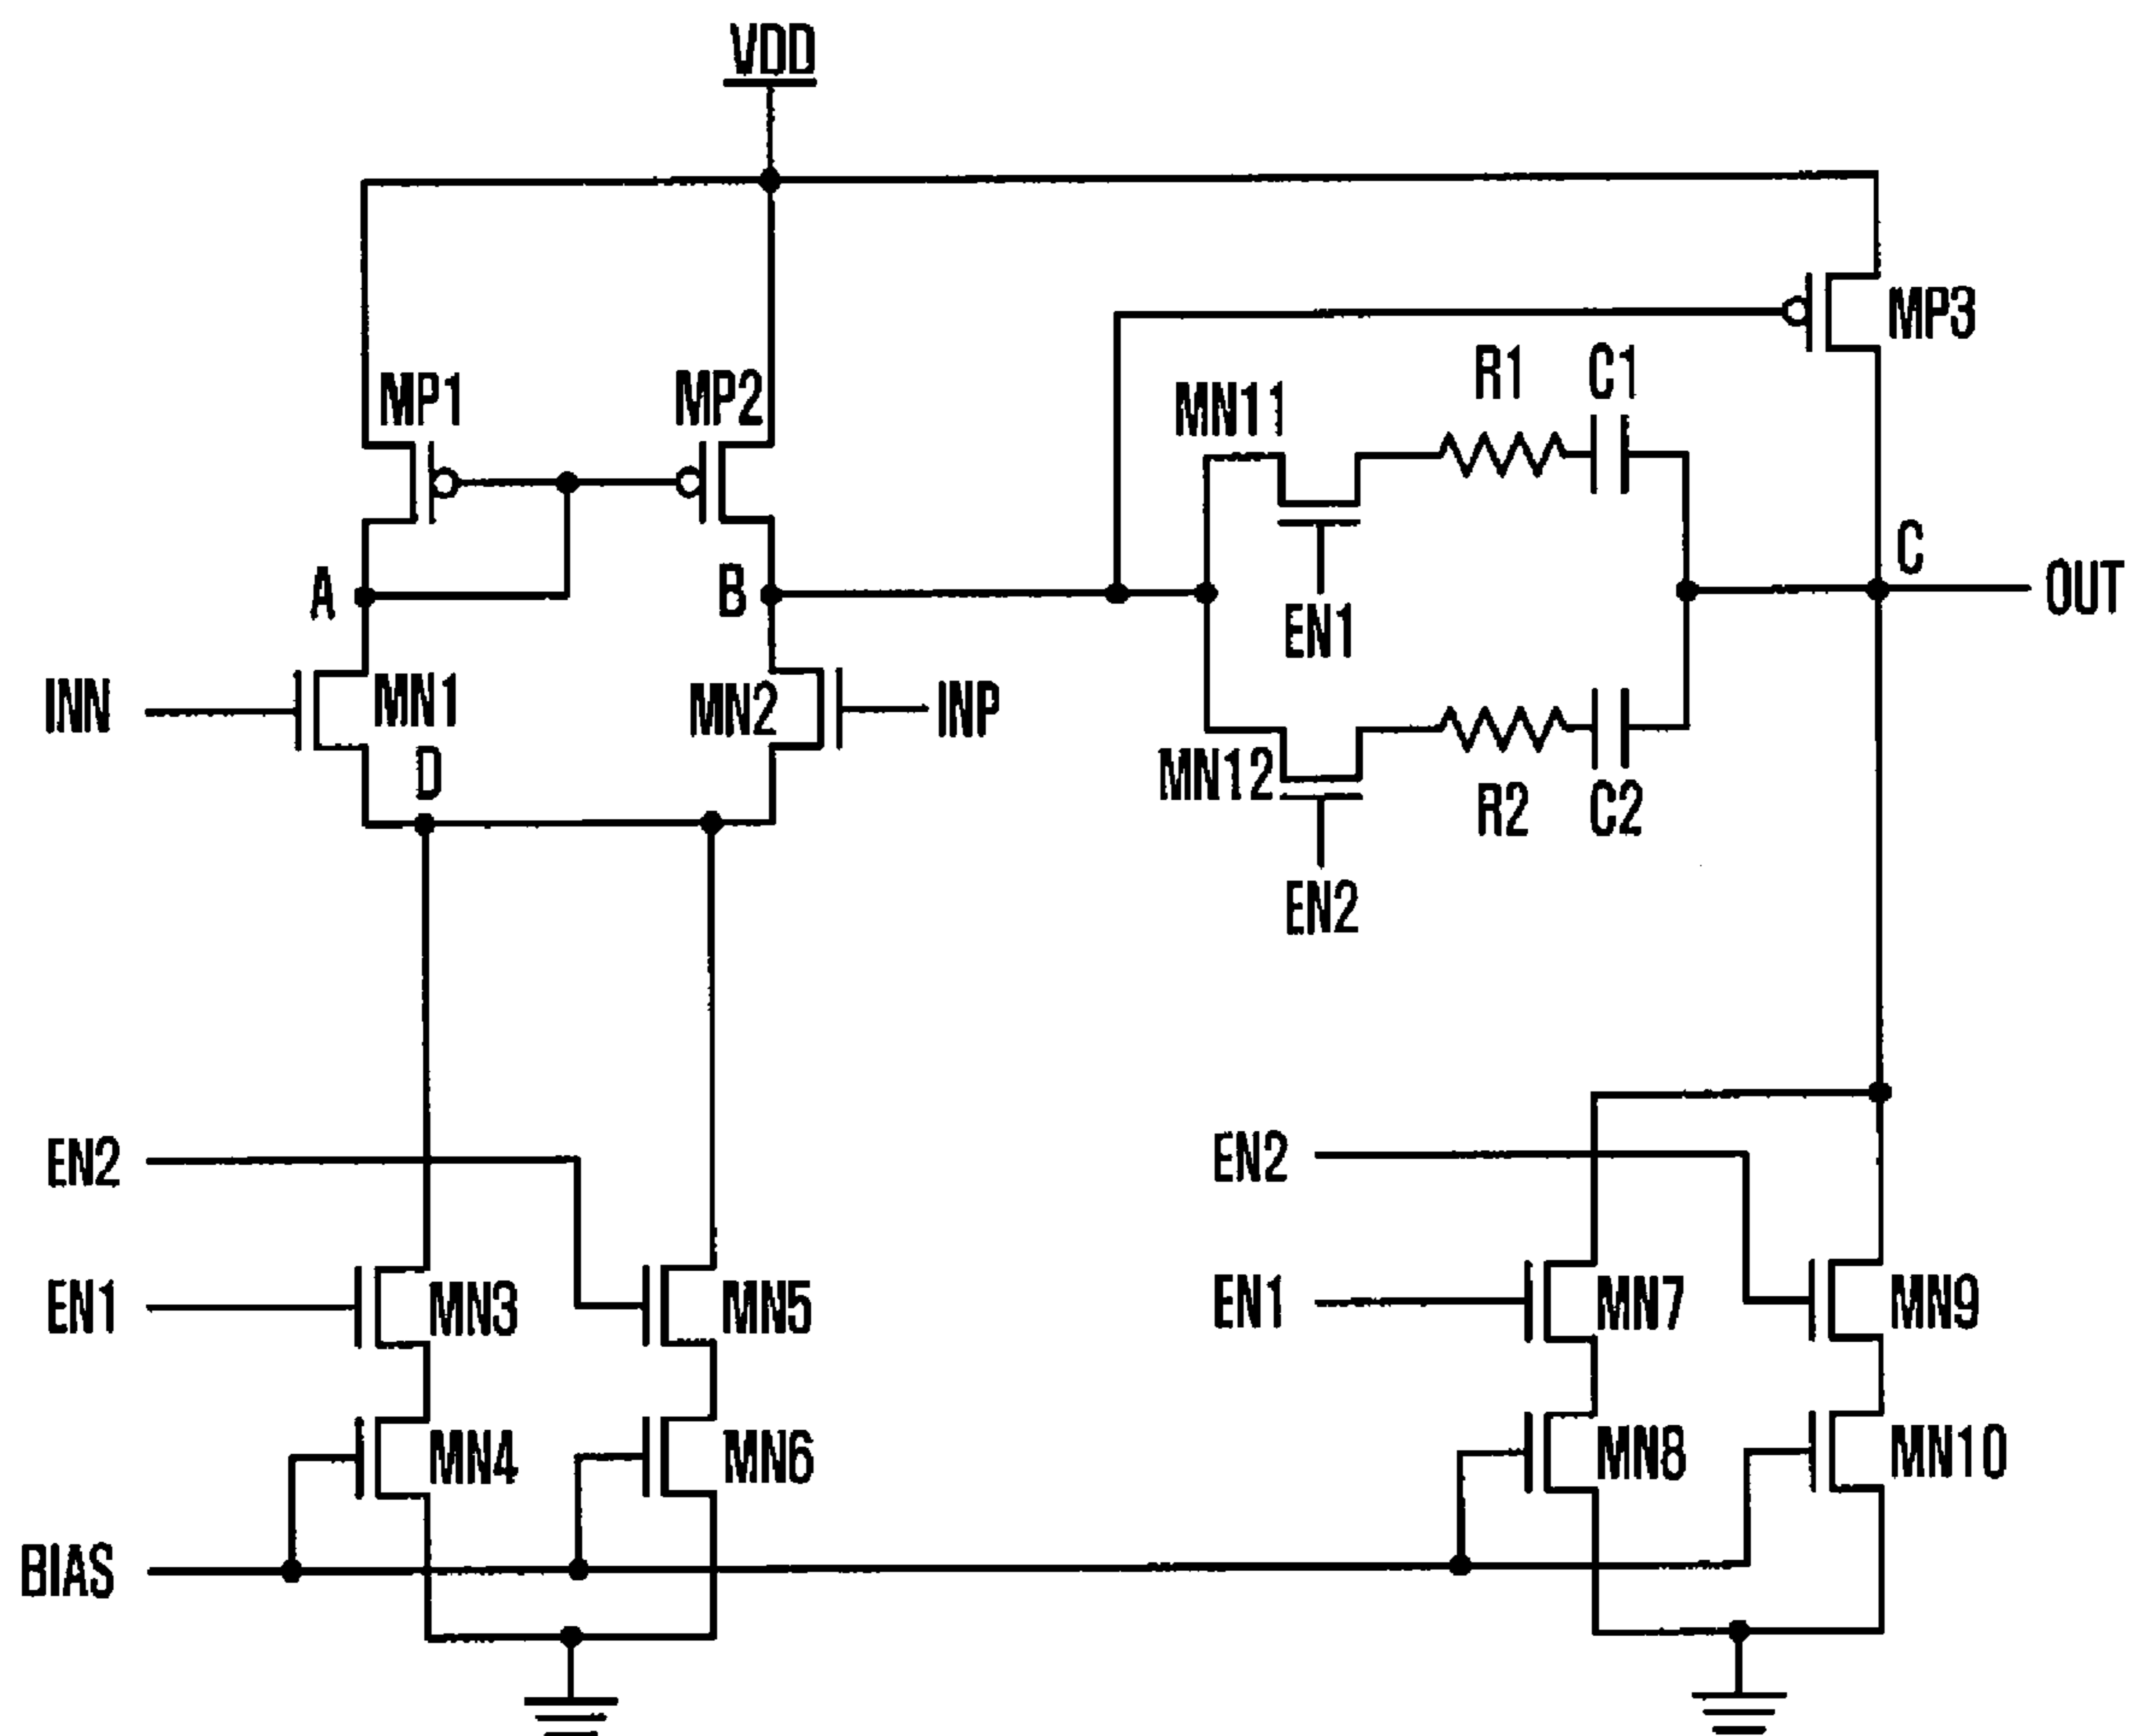 VDD
MP3
R1 C1
MP1 MP2
MN11
C
A B
OUT
EN1
INN MN1 MN2 INP
D
MN12
R2 C2
EN2
EN2 EN2
EN1 MN3 MN5 EN1 MN7 MN9
MN4 MN6 MN8 MN10
BIAS